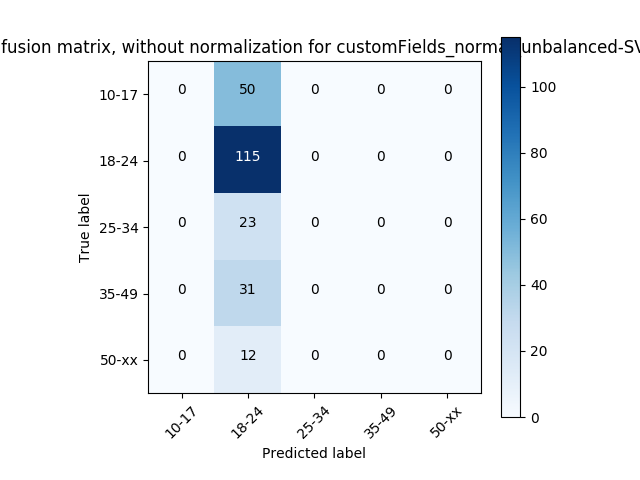 fusion matrix, without normalization for customFields_norma unbalanced-SV
10-17 0 50 0 0 0
18-24 0 115 0 0 0
25-34 0 23 0 0 0
35-49 0 31 0 0 0
50-xx 0 12 0 0 0
10-17 18-24 25-34 35-49 50-xx
True label
Predicted label
100
80
60
40
20
0